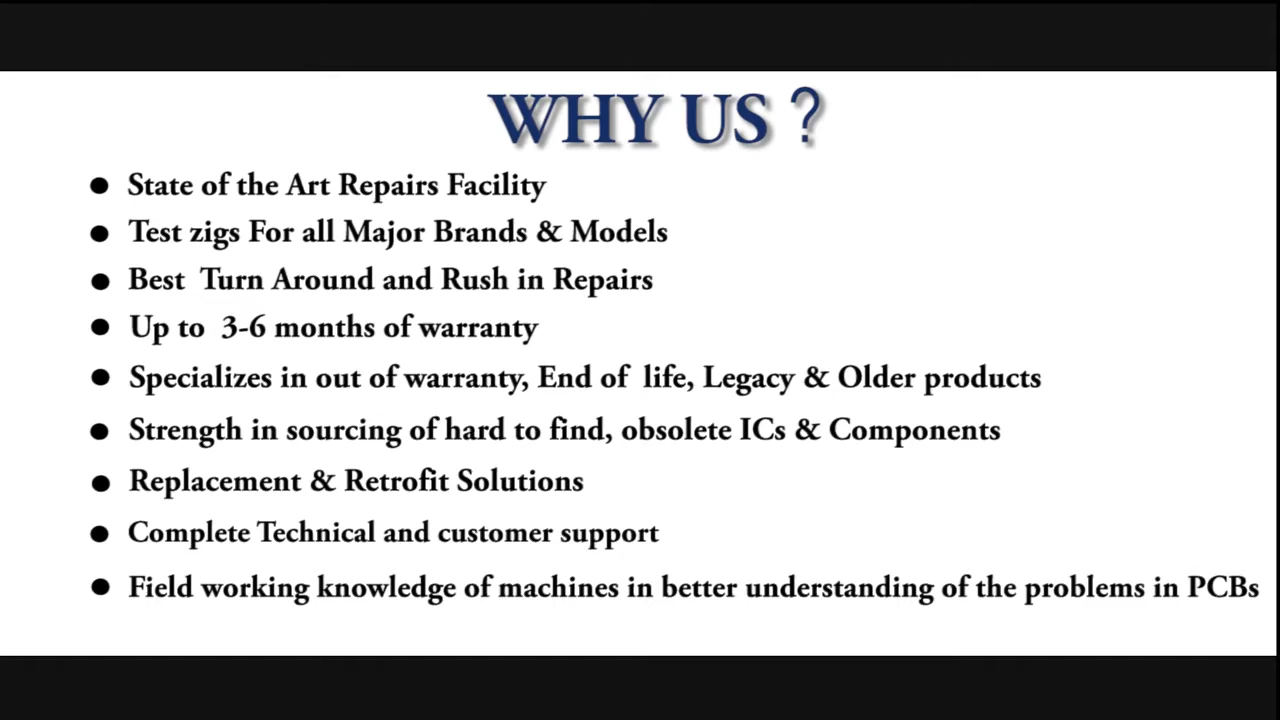 WHY US ?
● State of the Art Repairs Facility
● Test zigs For all Major Brands & Models
● Best Turn Around and Rush in Repairs
● Up to 3-6 months of warranty
● Specializes in out of warranty, End of life, Legacy & Older products
● Strength in sourcing of hard to find, obsolete ICs & Components
● Replacement & Retrofit Solutions
● Complete Technical and customer support
● Field working knowledge of machines in better understanding of the problems in PCBs